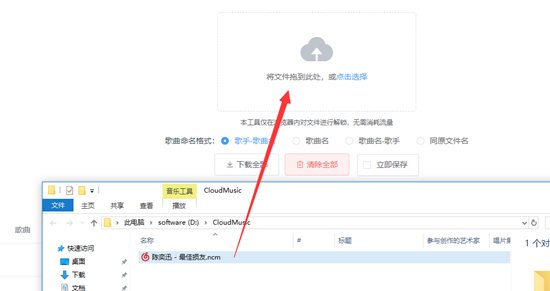 将文件拖到此处，或点击选择
本工具仅在浏览器内对文件进行解锁，无需消耗流量
歌曲命名格式： 歌手-歌曲名 歌曲名 歌曲名-歌手 同原文件名
下载全部 清除全部 立即保存
音乐工具 CloudMusic
文件 主页 共享 查看 播放
此电脑 software (D:) CloudMusic
歌曲
快速访问 名称 # 标题 参与创作的艺术家 唱片集
桌面 陈奕迅 - 最佳损友.ncm 1 个对
下载
文档